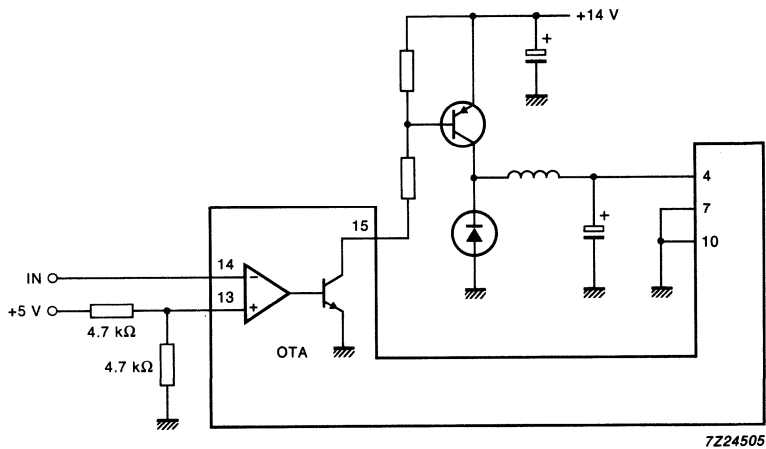 +14 V
+
4
7
10
+
15
14
IN
−
13
+5 V
+
4.7 kΩ
OTA
4.7 kΩ
7Z24505